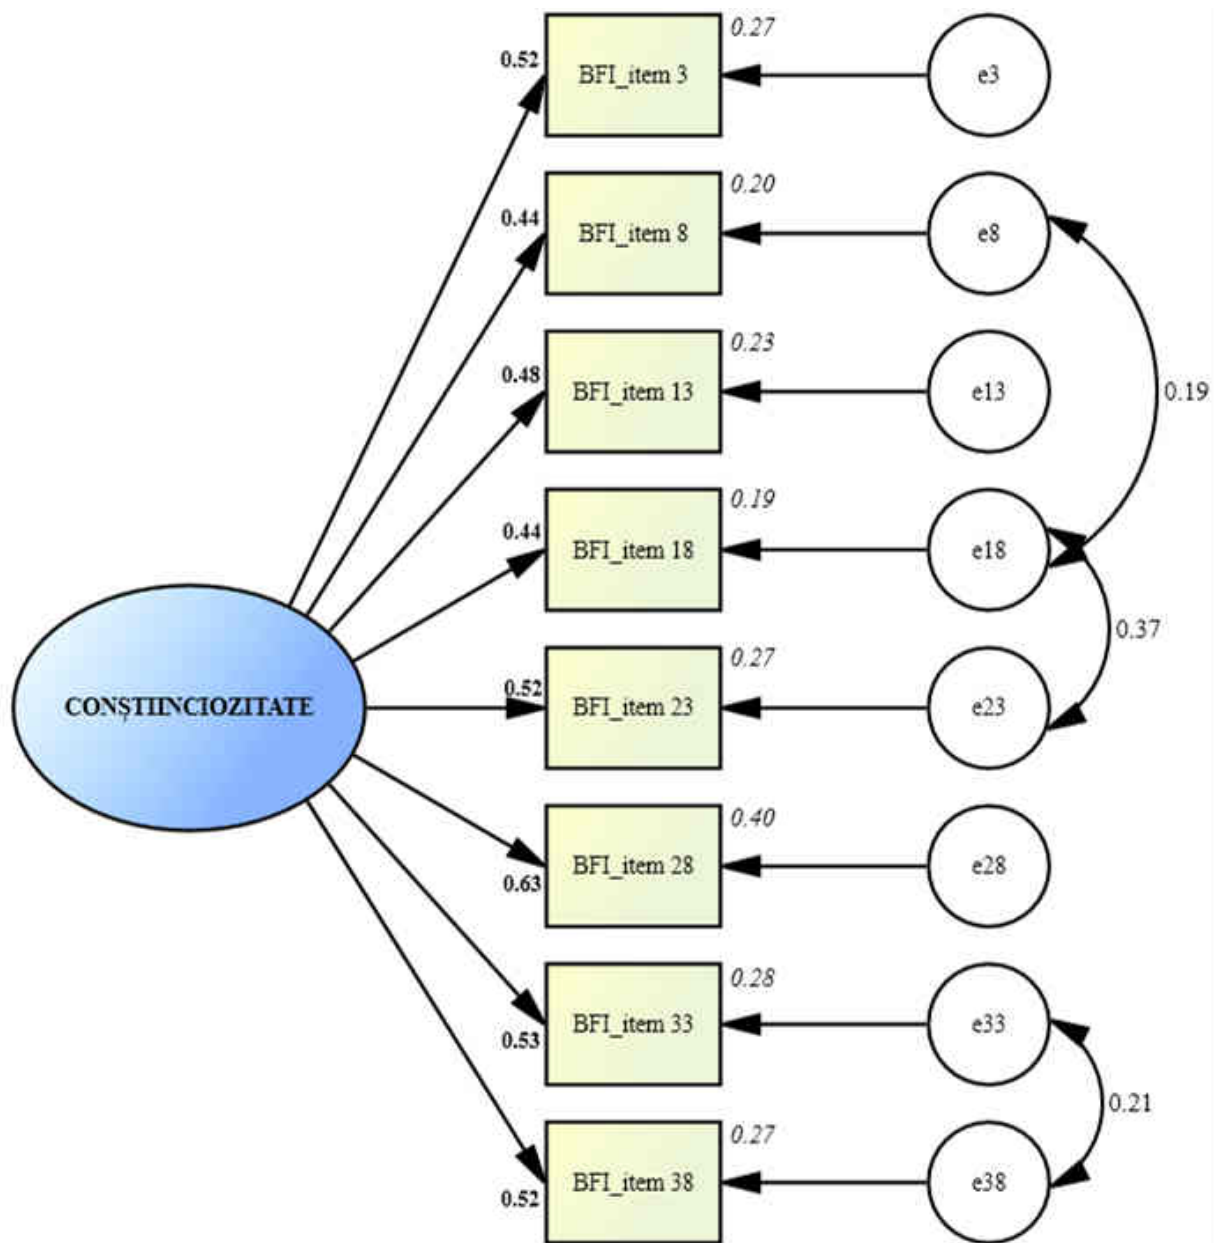 0.27
0.52
BFI_item 3
e3
0.20
0.44
BFI_item 8
e8
0.23
0.48
BFI_item 13
e13
0.19
0.19
0.44
BFI_item 18
e18
0.37
0.27
0.52
CONȘTIINCIOZITATE
BFI_item 23
e23
0.40
BFI_item 28
e28
0.63
0.28
BFI_item 33
e33
0.53
0.21
0.27
BFI_item 38
e38
0.52